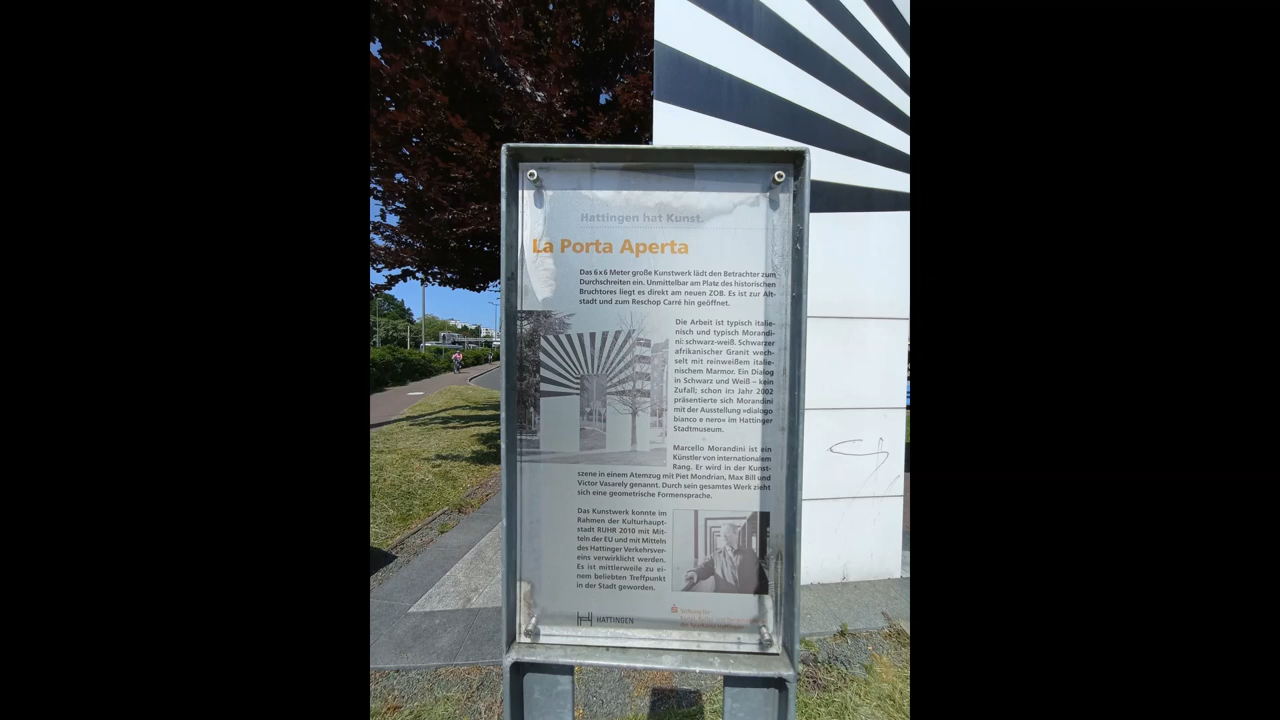 Hattingen hat Kunst.
La Porta Aperta
Das 6x6 Meter große Kunstwerk lädt den Betrachter zum
Durchschreiten ein. Unmittelbar am Platz des historischen
Bruchtores liegt es direkt am neuen ZOB. Es ist zur Alt-
stadt und zum Reschop Carré hin geöffnet.
Die Arbeit ist typisch italie-
nisch und typisch Morandi-
ni: schwarz-weiß. Schwarzer
afrikanischer Granit wech-
selt mit reinweißem italie-
nischem Marmor. Ein Dialog
in Schwarz und Weiß – kein
Zufall; schon im Jahr 2002
präsentierte sich Morandini
mit der Ausstellung »dialogo
bianco e nero« im Hattinger
Stadtmuseum.
Marcello Morandini ist ein
Künstler von internationalem
Rang. Er wird in der Kunst-
szene in einem Atemzug mit Piet Mondrian, Max Bill und
Victor Vasarely genannt. Durch sein gesamtes Werk zieht
sich eine geometrische Formensprache.
Das Kunstwerk konnte im
Rahmen der Kulturhaupt-
stadt RUHR 2010 mit Mit-
teln der EU und mit Mitteln
des Hattinger Verkehrsver-
eins verwirklicht werden.
Es ist mittlerweile zu ei-
nem beliebten Treffpunkt
in der Stadt geworden.
HATTINGEN
Stiftung für